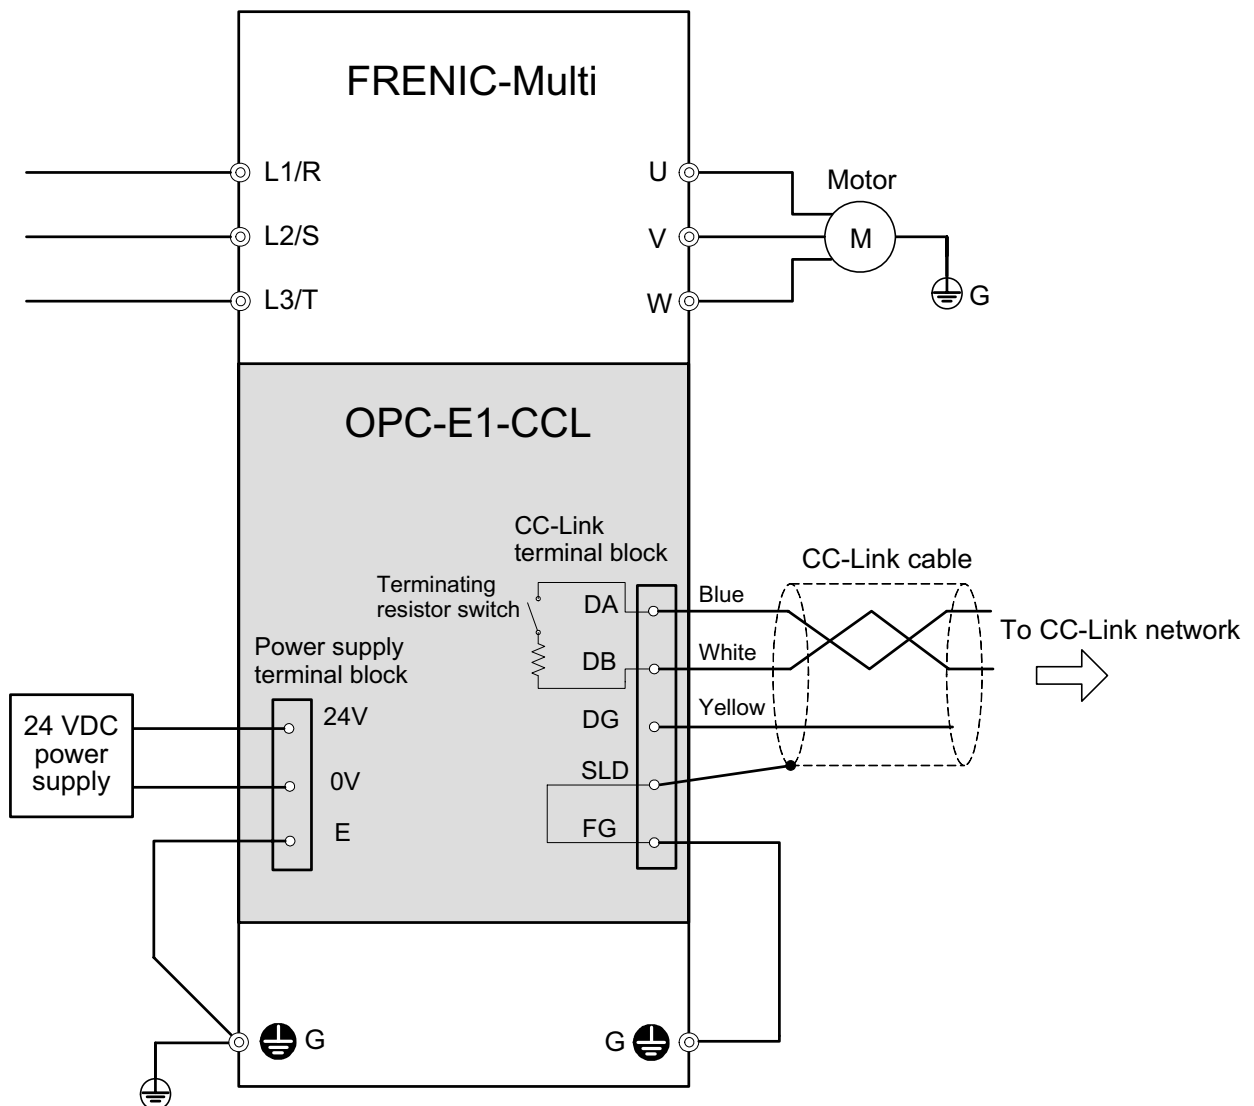 FRENIC-Multi
L1/R
U
Motor
L2/S
V
M
L3/T
W
G
OPC-E1-CCL
CC-Link
terminal block
CC-Link cable
Terminating
resistor switch
DA
Blue
To CC-Link network
Power supply
terminal block
DB
White
24V
DG
Yellow
24 VDC
power
supply
0V
SLD
E
FG
G
G